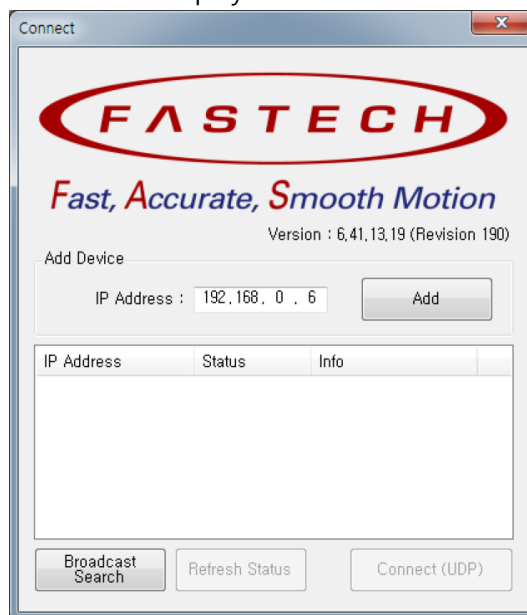 Connect
FASTECH
Fast, Accurate, Smooth Motion
Version : 6,41,13,19 (Revision 190)
Add Device
IP Address : 192 . 168 . 0 . 6 Add
IP Address Status Info
Broadcast
Search
Refresh Status
Connect (UDP)